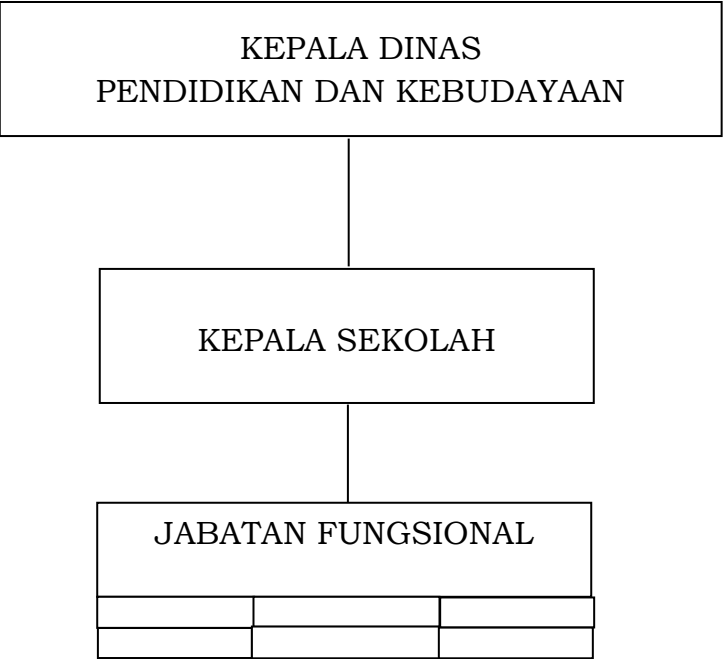 KEPALA DINAS
PENDIDIKAN DAN KEBUDAYAAN
KEPALA SEKOLAH
JABATAN FUNGSIONAL